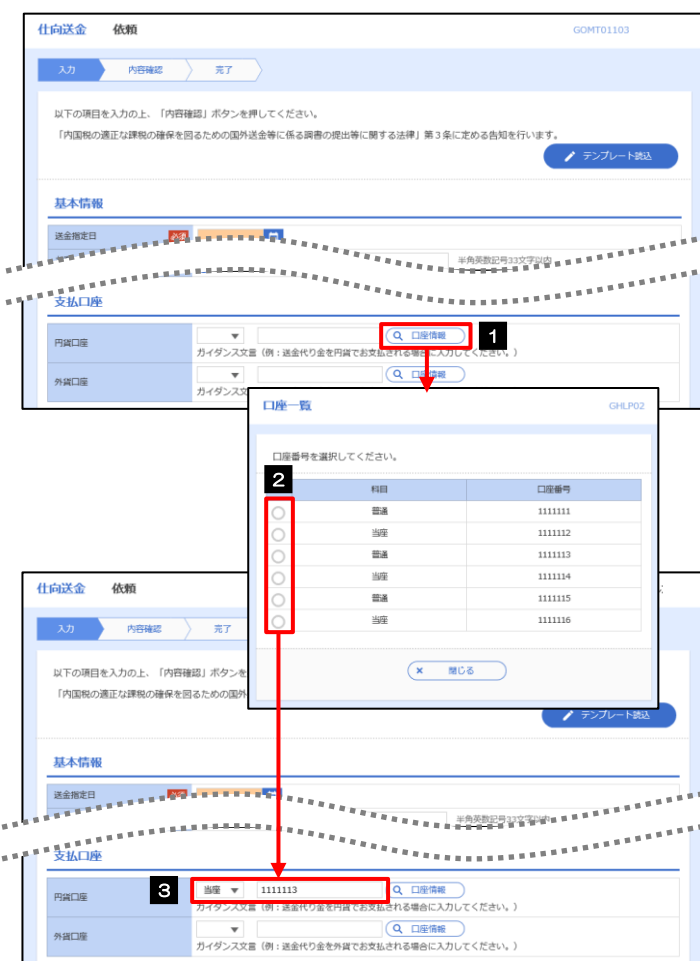 仕向送金 依頼 GOMT01103
入力 内容確認 完了
以下の項目を入力の上、「内容確認」ボタンを押してください。
「内国税の適正な課税の確保を図るための国外送金等に係る調書の提出等に関する法律」第3条に定める告知を行います。
テンプレート読込
基本情報
送金指定日 必須
半角英数記号33文字以内
支払口座
円貨口座 口座情報 1
ガイダンス文言(例:送金代り金を円貨でお支払される場合に入力してください。)
外貨口座 口座情報
ガイダンス文
口座一覧 GHLP02
口座番号を選択してください。
2
科目 口座番号
普通 1111111
当座 1111112
普通 1111113
当座 1111114
普通 1111115
当座 1111116
× 閉じる
仕向送金 依頼
入力 内容確認 完了
以下の項目を入力の上、「内容確認」ボタンを
「内国税の適正な課税の確保を図るための国外
テンプレート読込
基本情報
送金指定日 必須
半角英数記号33文字以内
支払口座
円貨口座 3 当座 1111113 口座情報
ガイダンス文言(例:送金代り金を円貨でお支払される場合に入力してください。)
外貨口座 口座情報
ガイダンス文言(例:送金代り金を外貨でお支払される場合に入力してください。)